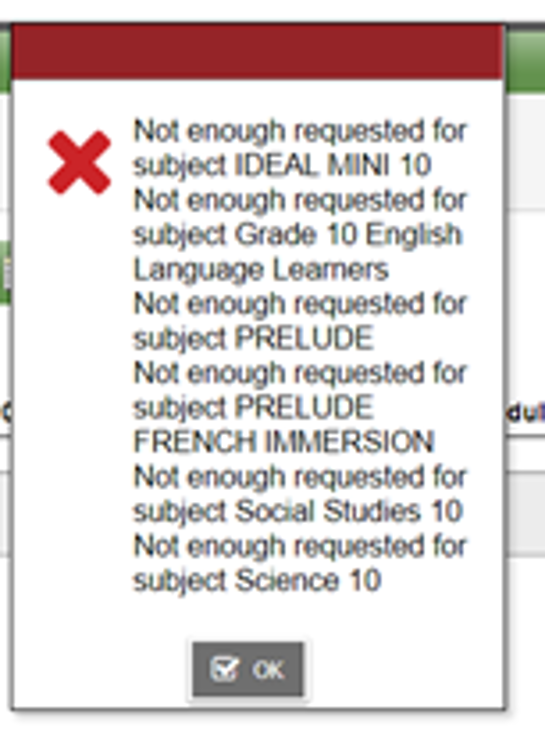 Not enough requested for
subject IDEAL MINI 10
Not enough requested for
subject Grade 10 English
Language Learners
Not enough requested for
subject PRELUDE
Not enough requested for
subject PRELUDE
FRENCH IMMERSION
Not enough requested for
subject Social Studies 10
Not enough requested for
subject Science 10
OK